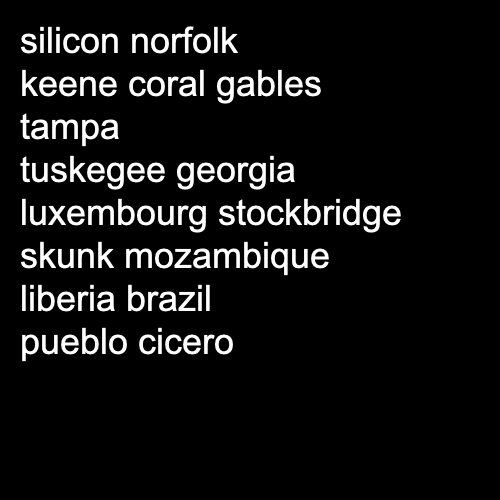 silicon norfolk
keene coral gables
tampa
tuskegee georgia
luxembourg stockbridge
skunk mozambique
liberia brazil
pueblo cicero